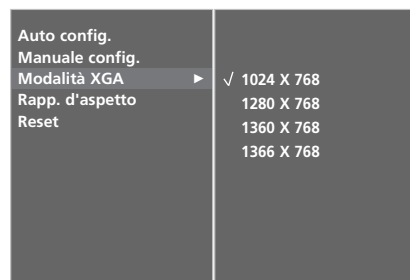 Auto config.
Manuale config.
Modalità XGA ►
Rapp. d'aspetto
Reset
√ 1024 X 768
1280 X 768
1360 X 768
1366 X 768